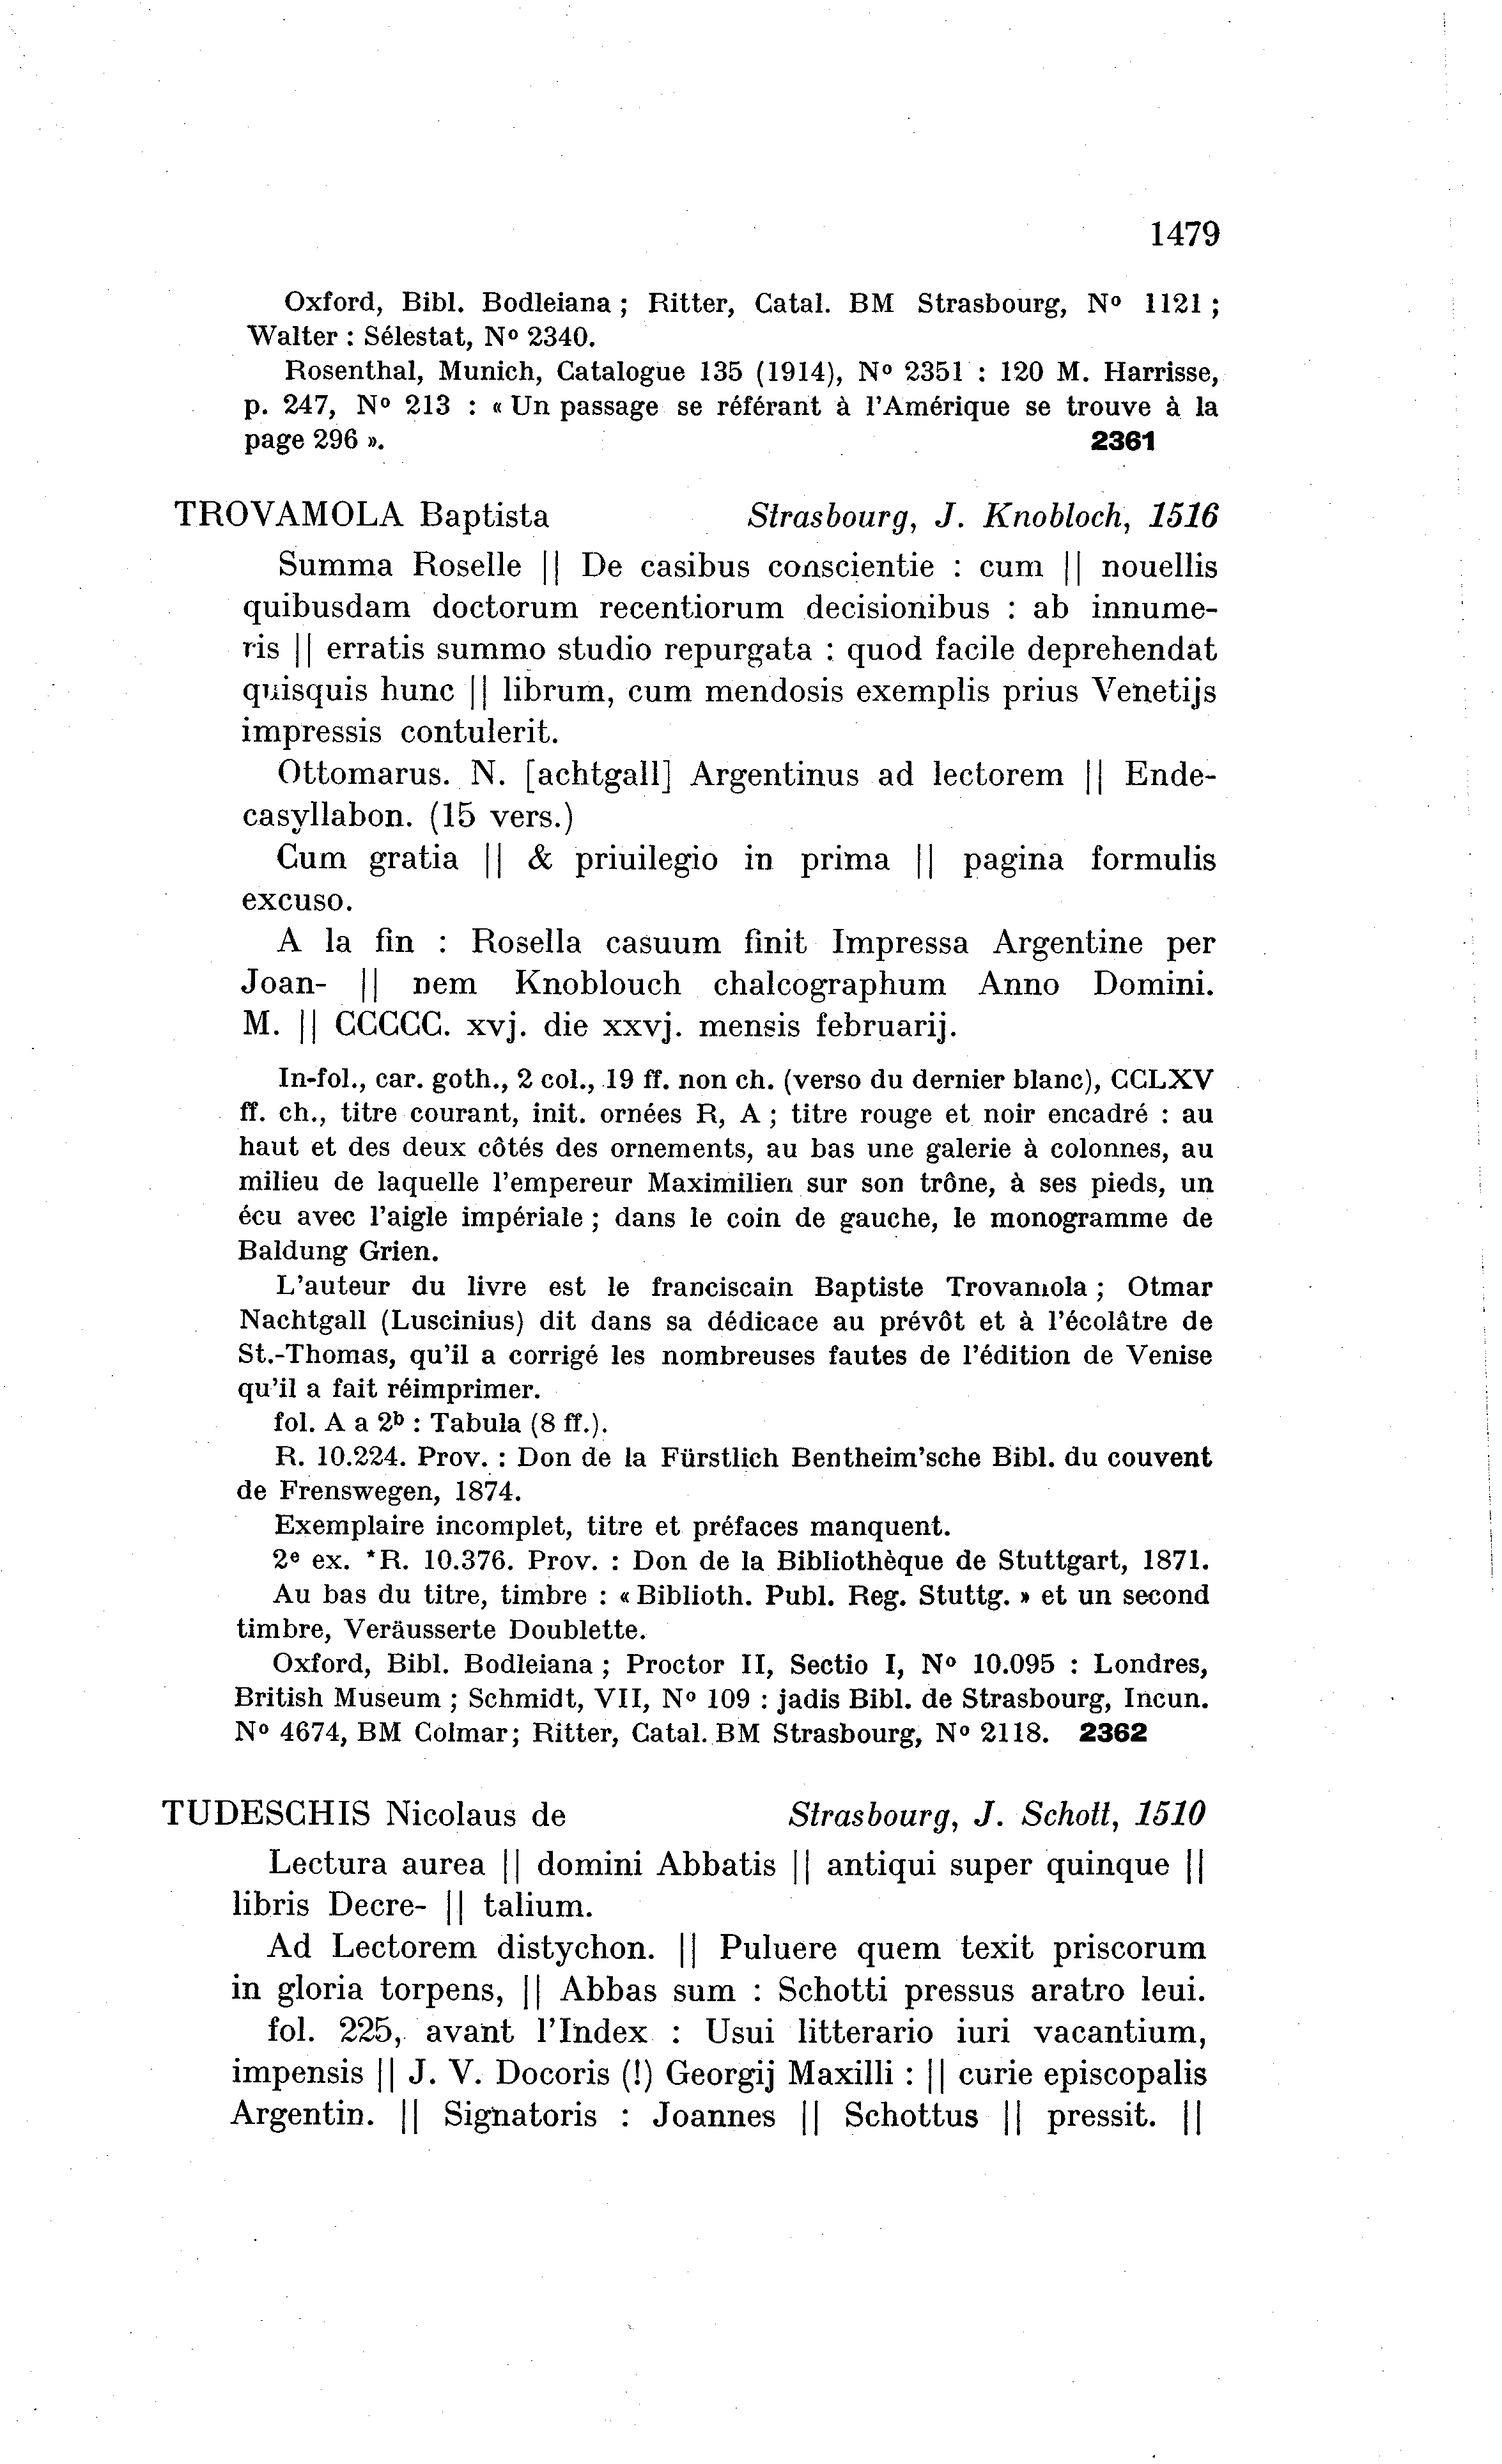 1479
Oxford, Bibl. Bodleiana ; Ritter, Catal. BM Strasbourg, Nº 1121 ;
Walter : Sélestat, Nº 2340.
Rosenthal, Munich, Catalogue 135 (1914), Nº 2351 : 120 M. Harrisse,
p. 247, Nº 213 : « Un passage se référant à l'Amérique se trouve à la
page 296 ». 2361
TROVAMOLA Baptista Strasbourg, J. Knobloch, 1516
Summa Roselle || De casibus conscientie : cum || nouellis
quibusdam doctorum recentiorum decisionibus : ab innume-
ris || erratis summo studio repurgata : quod facile deprehendat
quisquis hunc || librum, cum mendosis exemplis prius Venetijs
impressis contulerit.
Ottomarus. N. [achtgall] Argentinus ad lectorem || Ende-
casyllabon. (15 vers.)
Cum gratia || & priuilegio in prima || pagina formulis
excuso.
A la fin : Rosella casuum finit Impressa Argentine per
Joan- || nem Knoblouch chalcographum Anno Domini.
M. || CCCCC. xvj. die xxvj. mensis februarij.
In-fol., car. goth., 2 col., 19 ff. non ch. (verso du dernier blanc), CCLXV
ff. ch., titre courant, init. ornées R, A ; titre rouge et noir encadré : au
haut et des deux côtés des ornements, au bas une galerie à colonnes, au
milieu de laquelle l'empereur Maximilien sur son trône, à ses pieds, un
écu avec l'aigle impériale ; dans le coin de gauche, le monogramme de
Baldung Grien.
L'auteur du livre est le franciscain Baptiste Trovamola ; Otmar
Nachtgall (Luscinius) dit dans sa dédicace au prévôt et à l'écolâtre de
St.-Thomas, qu'il a corrigé les nombreuses fautes de l'édition de Venise
qu'il a fait réimprimer.
fol. A a 2ᵇ : Tabula (8 ff.).
R. 10.224. Prov. : Don de la Fürstlich Bentheim'sche Bibl. du couvent
de Frenswegen, 1874.
Exemplaire incomplet, titre et préfaces manquent.
2ᵉ ex. *R. 10.376. Prov. : Don de la Bibliothèque de Stuttgart, 1871.
Au bas du titre, timbre : « Biblioth. Publ. Reg. Stuttg. » et un second
timbre, Veräusserte Doublette.
Oxford, Bibl. Bodleiana ; Proctor II, Sectio I, Nº 10.095 : Londres,
British Museum ; Schmidt, VII, Nº 109 : jadis Bibl. de Strasbourg, Incun.
Nº 4674, BM Colmar; Ritter, Catal. BM Strasbourg, Nº 2118. 2362
TUDESCHIS Nicolaus de Strasbourg, J. Schott, 1510
Lectura aurea || domini Abbatis || antiqui super quinque ||
libris Decre- || talium.
Ad Lectorem distychon. || Puluere quem texit priscorum
in gloria torpens, || Abbas sum : Schotti pressus aratro leui.
fol. 225, avant l'Index : Usui litterario iuri vacantium,
impensis || J. V. Docoris (!) Georgij Maxilli : || curie episcopalis
Argentin. || Signatoris : Joannes || Schottus || pressit. ||